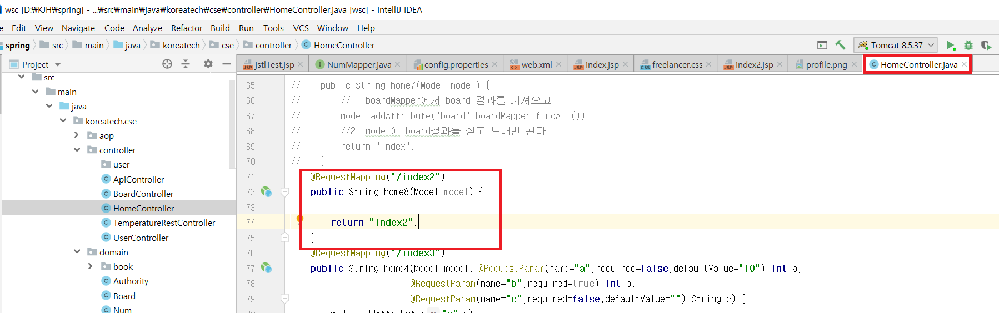 wsc [D:₩KJH₩spring] - ...₩src₩main₩java₩koreatech₩cse₩controller₩HomeController.java [wsc] - IntelliJ IDEA
e Edit View Navigate Code Analyze Refactor Build Run Tools VCS Window Help
spring src main java koreatech cse controller HomeController Tomcat 8.5.37
Project jstlTest.jsp NumMapper.java config.properties web.xml index.jsp freelancer.css index2.jsp profile.png HomeController.java
src
main
java
koreatech.cse
aop
controller
user
ApiController
BoardController
HomeController
TemperatureRestController
UserController
domain
book
Authority
Board
Num
65 // public String home7(Model model) {
66 // //1. boardMapper에서 board 결과를 가져오고
67 // model.addAttribute("board",boardMapper.findAll());
68 // //2. model에 board결과를 싣고 보내면 된다.
69 // return "index";
70 // }
71 @RequestMapping("/index2")
72 public String home8(Model model) {
73
74 return "index2";
75 }
76 @RequestMapping("/index3")
77 public String home4(Model model, @RequestParam(name="a",required=false,defaultValue="10") int a,
78 @RequestParam(name="b",required=true) int b,
79 @RequestParam(name="c",required=false,defaultValue="") String c) {